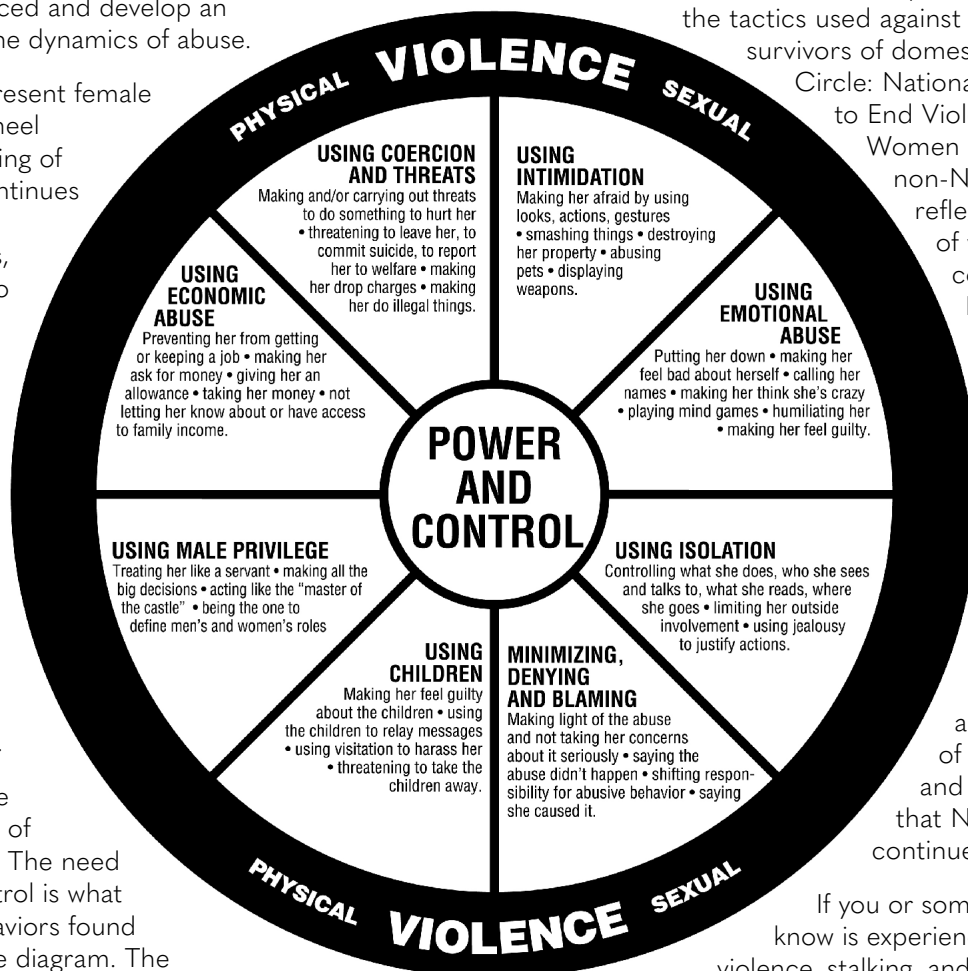 ced and develop an
ne dynamics of abuse.
resent female
heel
ing of
ntinues
s,
o
e
of
The need
trol is what
aviors found
e diagram. The
the tactics used against
survivors of domes
Circle: Nationa
to End Viol
Women
non-N
refle
of
co
PHYSICAL VIOLENCE SEXUAL
USING COERCION
AND THREATS
Making and/or carrying out threats
to do something to hurt her
• threatening to leave her, to
commit suicide, to report
her to welfare • making
her drop charges • making
her do illegal things.
USING
INTIMIDATION
Making her afraid by using
looks, actions, gestures
• smashing things • destroying
her property • abusing
pets • displaying
weapons.
USING
ECONOMIC
ABUSE
Preventing her from getting
or keeping a job • making her
ask for money • giving her an
allowance • taking her money • not
letting her know about or have access
to family income.
USING
EMOTIONAL
ABUSE
Putting her down • making her
feel bad about herself • calling her
names • making her think she's crazy
• playing mind games • humiliating her
• making her feel guilty.
POWER
AND
CONTROL
USING MALE PRIVILEGE
Treating her like a servant • making all the
big decisions • acting like the "master of
the castle" • being the one to
define men's and women's roles
USING ISOLATION
Controlling what she does, who she sees
and talks to, what she reads, where
she goes • limiting her outside
involvement • using jealousy
to justify actions.
USING
CHILDREN
Making her feel guilty
about the children • using
the children to relay messages
• using visitation to harass her
• threatening to take the
children away.
MINIMIZING,
DENYING
AND BLAMING
Making light of the abuse
and not taking her concerns
about it seriously • saying the
abuse didn't happen • shifting respon-
sibility for abusive behavior • saying
she caused it.
PHYSICAL VIOLENCE SEXUAL
a
of
and
that N
continue
If you or som
know is experien
violence, stalking, and